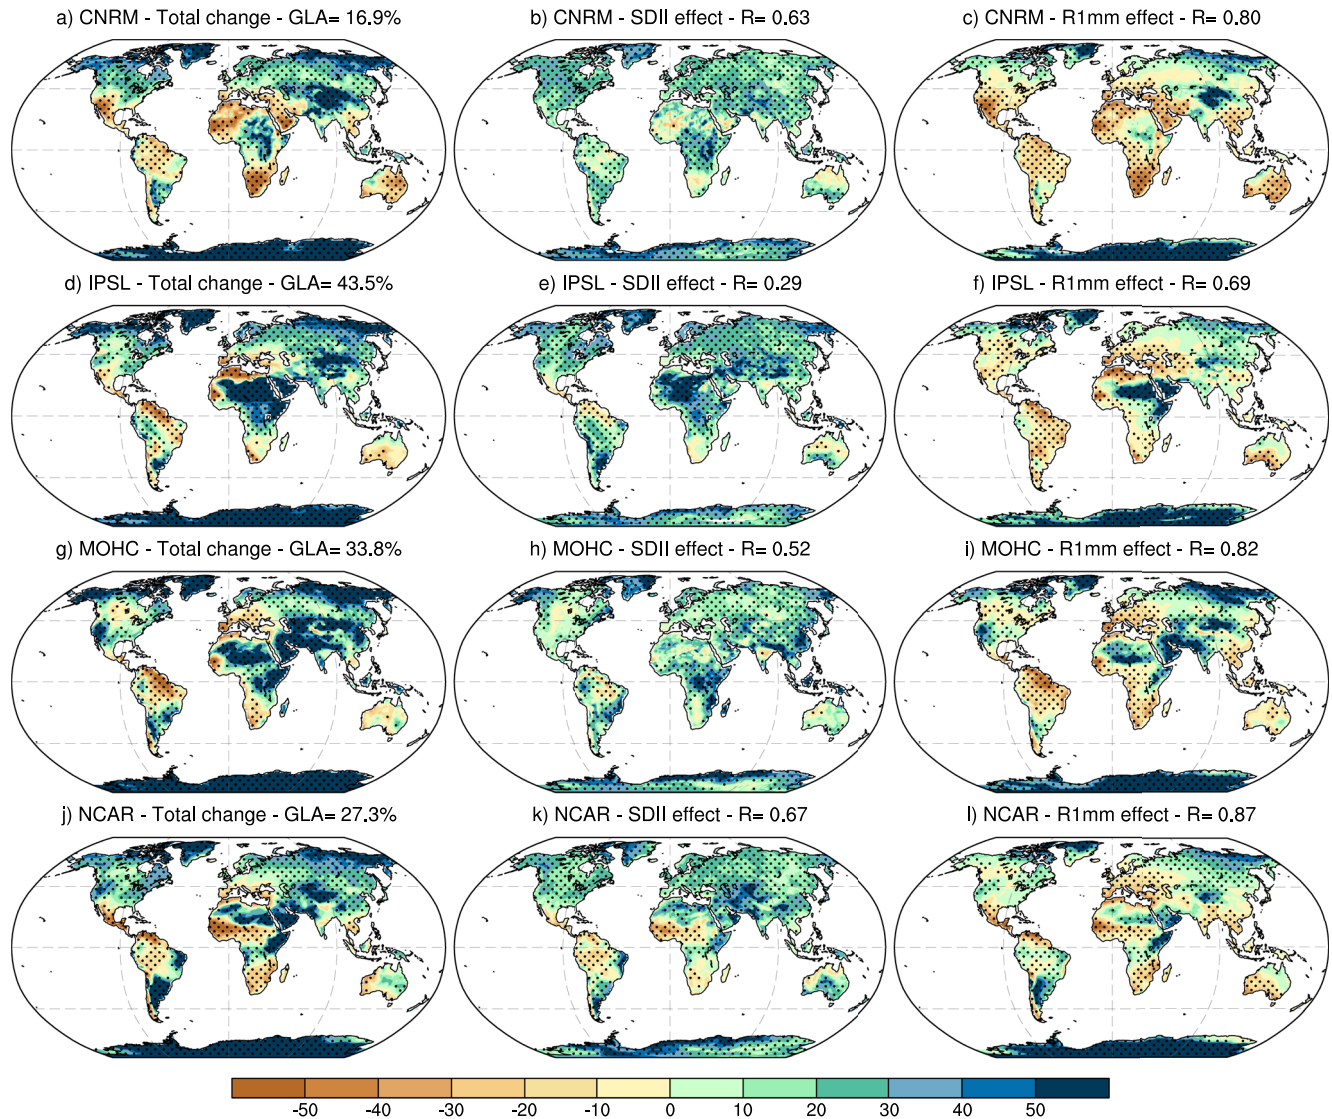 a) CNRM - Total change - GLA= 16.9%
b) CNRM - SDII effect - R= 0.63
c) CNRM - R1mm effect - R= 0.80
d) IPSL - Total change - GLA= 43.5%
e) IPSL - SDII effect - R= 0.29
f) IPSL - R1mm effect - R= 0.69
g) MOHC - Total change - GLA= 33.8%
h) MOHC - SDII effect - R= 0.52
i) MOHC - R1mm effect - R= 0.82
j) NCAR - Total change - GLA= 27.3%
k) NCAR - SDII effect - R= 0.67
l) NCAR - R1mm effect - R= 0.87
-50 -40 -30 -20 -10 0 10 20 30 40 50